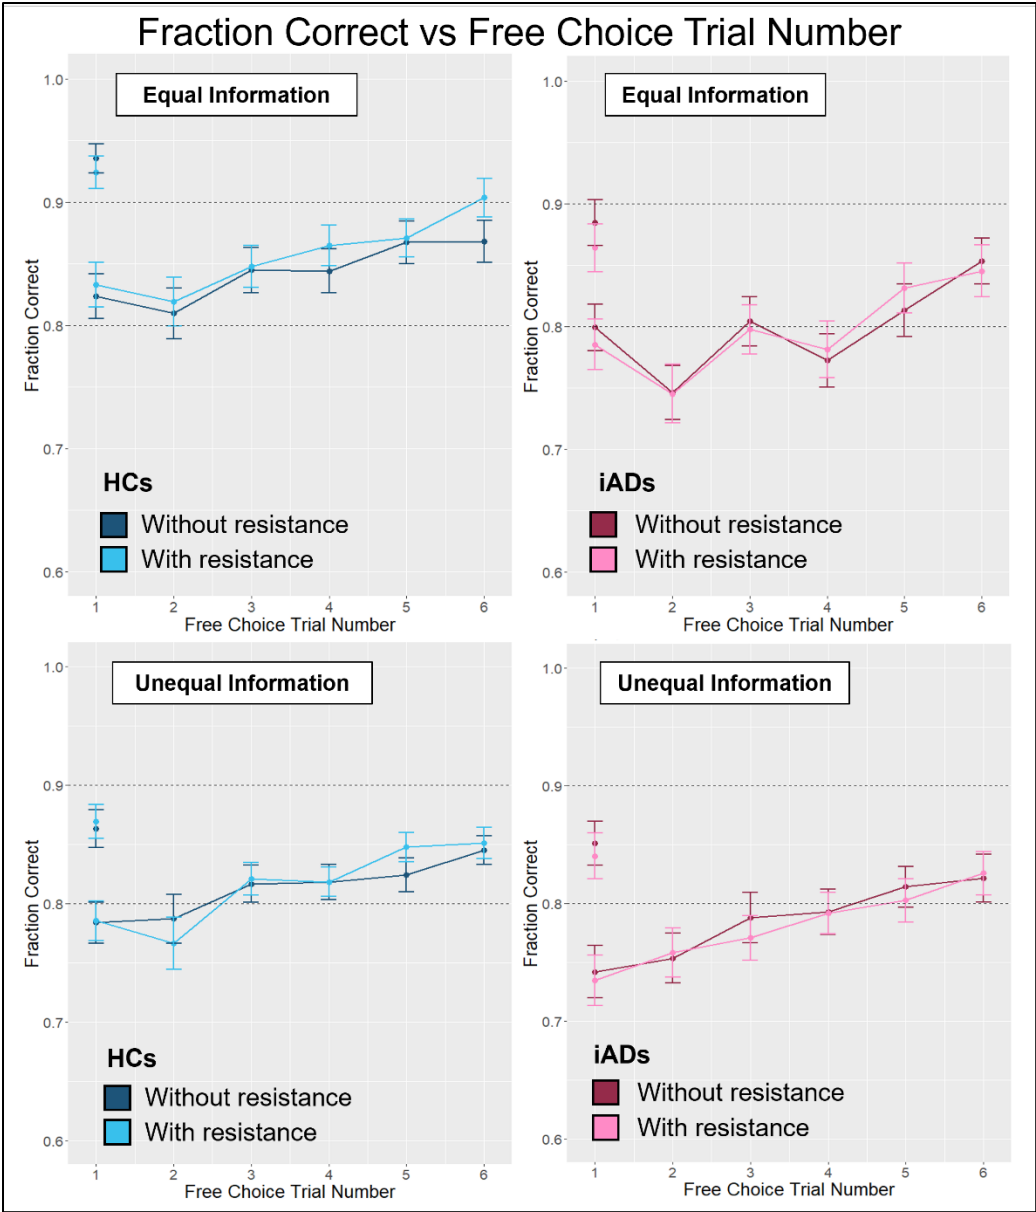 Fraction Correct vs Free Choice Trial Number
Equal Information
1.0
0.9
0.8
0.7
0.6
Fraction Correct
HCs
Without resistance
With resistance
1 2 3 4 5 6
Free Choice Trial Number
Equal Information
1.0
0.9
0.8
0.7
0.6
Fraction Correct
iADs
Without resistance
With resistance
1 2 3 4 5 6
Free Choice Trial Number
Unequal Information
1.0
0.9
0.8
0.7
0.6
Fraction Correct
HCs
Without resistance
With resistance
1 2 3 4 5 6
Free Choice Trial Number
Unequal Information
1.0
0.9
0.8
0.7
0.6
Fraction Correct
iADs
Without resistance
With resistance
1 2 3 4 5 6
Free Choice Trial Number